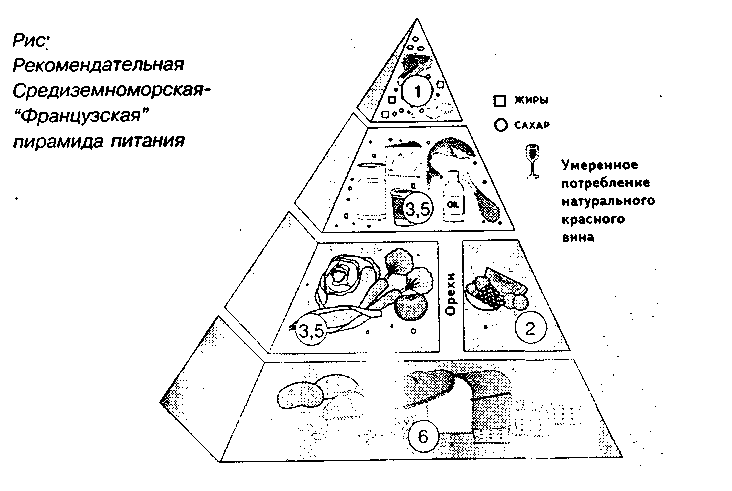 Рис:
Рекомендательная
Средиземноморская-
"Французская"
пирамида питания
1
ЖИРЫ
САХАР
Умеренное
потребление
натурального
красного
вина
3,5
OIL
3,5
Орехи
2
6